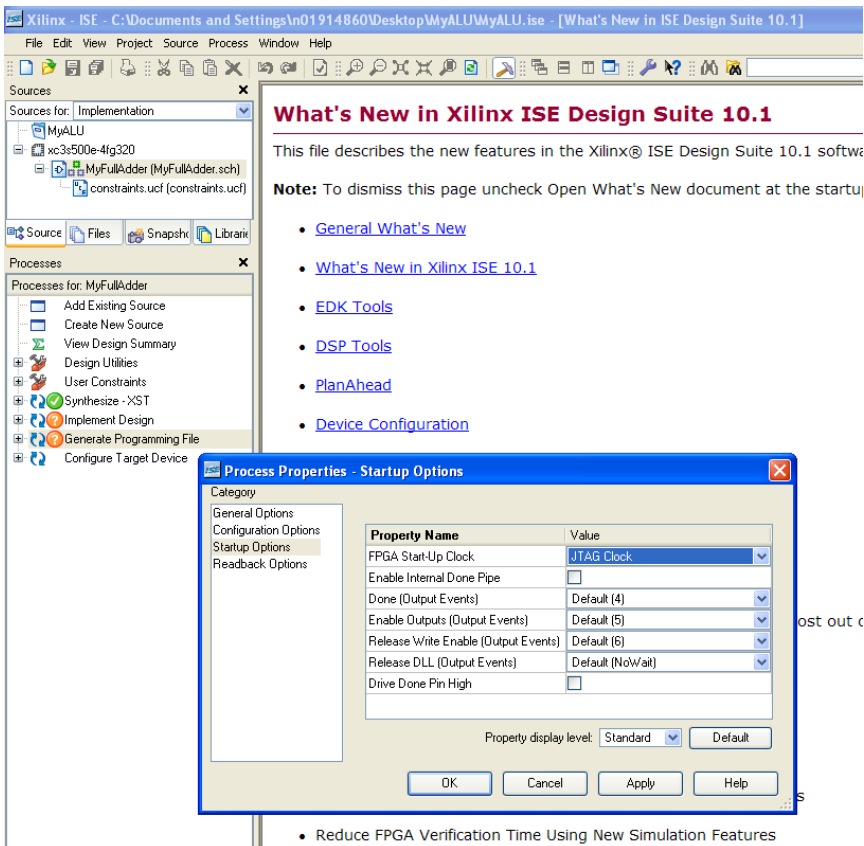 Xilinx - ISE - C:\Documents and Settings\n01914860\Desktop\MyALU\MyALU.ise - [What's New in ISE Design Suite 10.1]
File Edit View Project Source Process Window Help
Sources
Sources for: Implementation
MyALU
xc3s500e-4fg320
MyFullAdder (MyFullAdder.sch)
constraints.ucf (constraints.ucf)
Source Files Snapsh Librarie
Processes
Processes for: MyFullAdder
Add Existing Source
Create New Source
View Design Summary
Design Utilities
User Constraints
Synthesize - XST
Implement Design
Generate Programming File
Configure Target Device
What's New in Xilinx ISE Design Suite 10.1
This file describes the new features in the Xilinx® ISE Design Suite 10.1 softwa
Note: To dismiss this page uncheck Open What's New document at the startu
• General What's New
• What's New in Xilinx ISE 10.1
• EDK Tools
• DSP Tools
• PlanAhead
• Device Configuration
ost out o
s
• Reduce FPGA Verification Time Using New Simulation Features
ISE Process Properties - Startup Options
Category
General Options
Configuration Options
Startup Options
Readback Options
Property Name Value
FPGA Start-Up Clock JTAG Clock
Enable Internal Done Pipe
Done (Output Events) Default (4)
Enable Outputs (Output Events) Default (5)
Release Write Enable (Output Events) Default (6)
Release DLL (Output Events) Default (NoWait)
Drive Done Pin High
Property display level: Standard Default
OK Cancel Apply Help